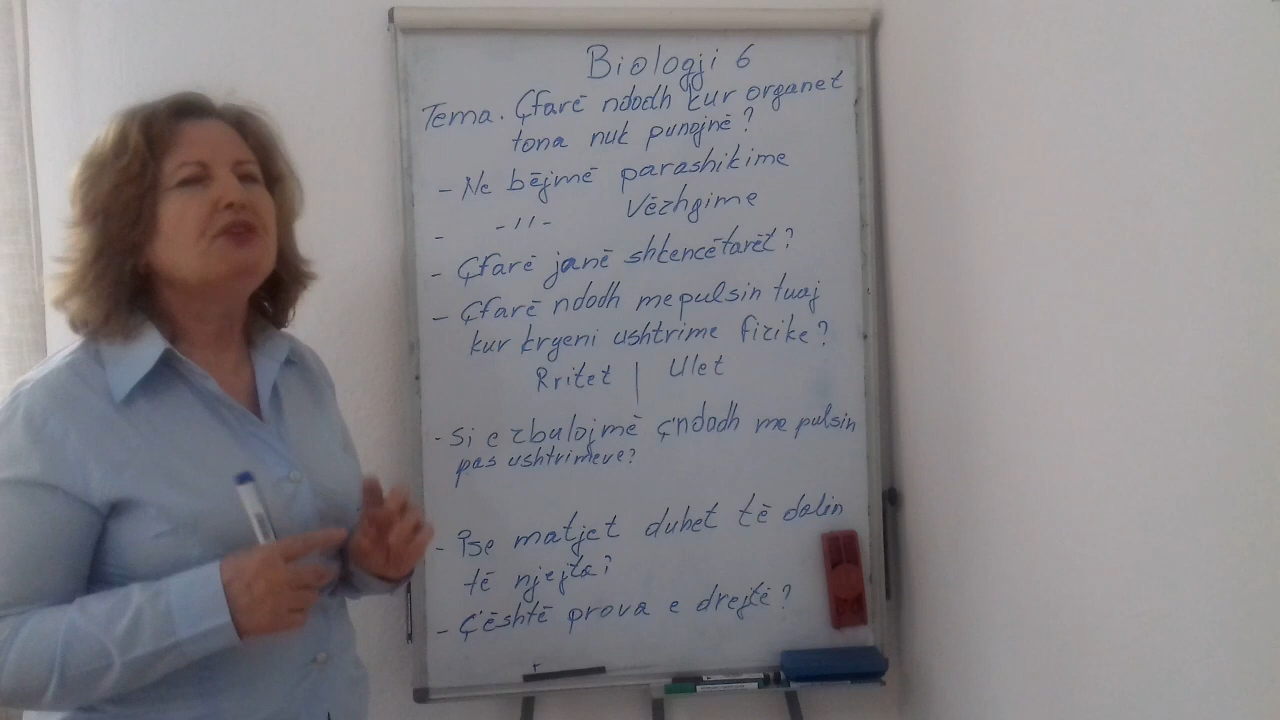 Biologji 6
Tema. Çfarë ndodh kur organet
tona nuk punojnë?
- Ne bëjmë parashikime
- -//- Vëzhgime
- Çfarë janë shkencëtarët?
- Çfarë ndodh me pulsin tuaj
kur kryeni ushtrime fizike?
Rritet | Ulet
- Si e zbulojmë ç'ndodh me pulsin
pas ushtrimeve?
- Pse matjet duhet të dalin
të njejta?
- Ç'është prova e drejtë?